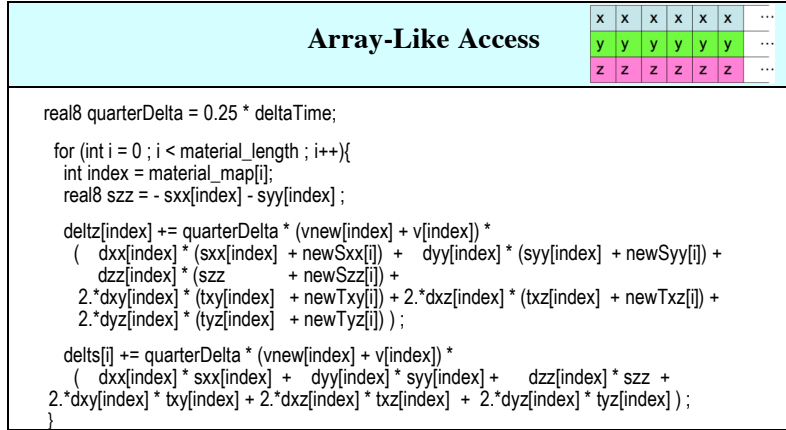 Array-Like Access
x x x x x x ...
y y y y y y ...
z z z z z z ...
real8 quarterDelta = 0.25 * deltaTime;
for (int i = 0 ; i < material_length ; i++){
int index = material_map[i];
real8 szz = - sxx[index] - syy[index] ;
deltz[index] += quarterDelta * (vnew[index] + v[index]) *
( dxx[index] * (sxx[index] + newSxx[i]) + dyy[index] * (syy[index] + newSyy[i]) +
dzz[index] * (szz + newSzz[i]) +
2.*dxy[index] * (txy[index] + newTxy[i]) + 2.*dxz[index] * (txz[index] + newTxz[i]) +
2.*dyz[index] * (tyz[index] + newTyz[i]) ) ;
delts[i] += quarterDelta * (vnew[index] + v[index]) *
( dxx[index] * sxx[index] + dyy[index] * syy[index] + dzz[index] * szz +
2.*dxy[index] * txy[index] + 2.*dxz[index] * txz[index] + 2.*dyz[index] * tyz[index] ) ;
}